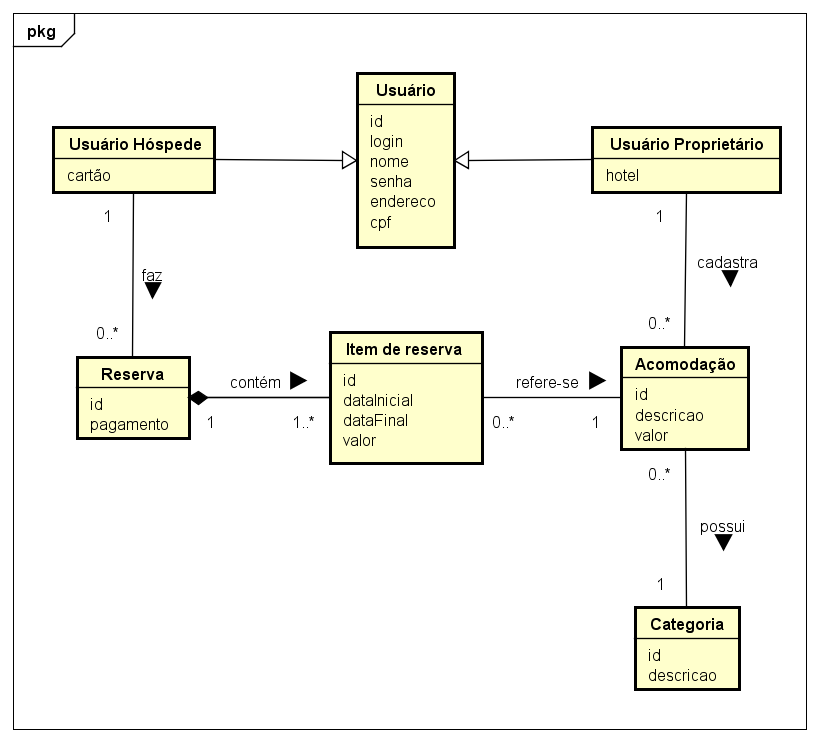 pkg
Usuário
id
login
nome
senha
endereco
cpf
Usuário Hóspede
cartão
Usuário Proprietário
hotel
1
faz
0..*
1
cadastra
0..*
Reserva
id
pagamento
contém
1
1..*
Item de reserva
id
dataInicial
dataFinal
valor
refere-se
0..*
1
Acomodação
id
descricao
valor
0..*
possui
1
Categoria
id
descricao